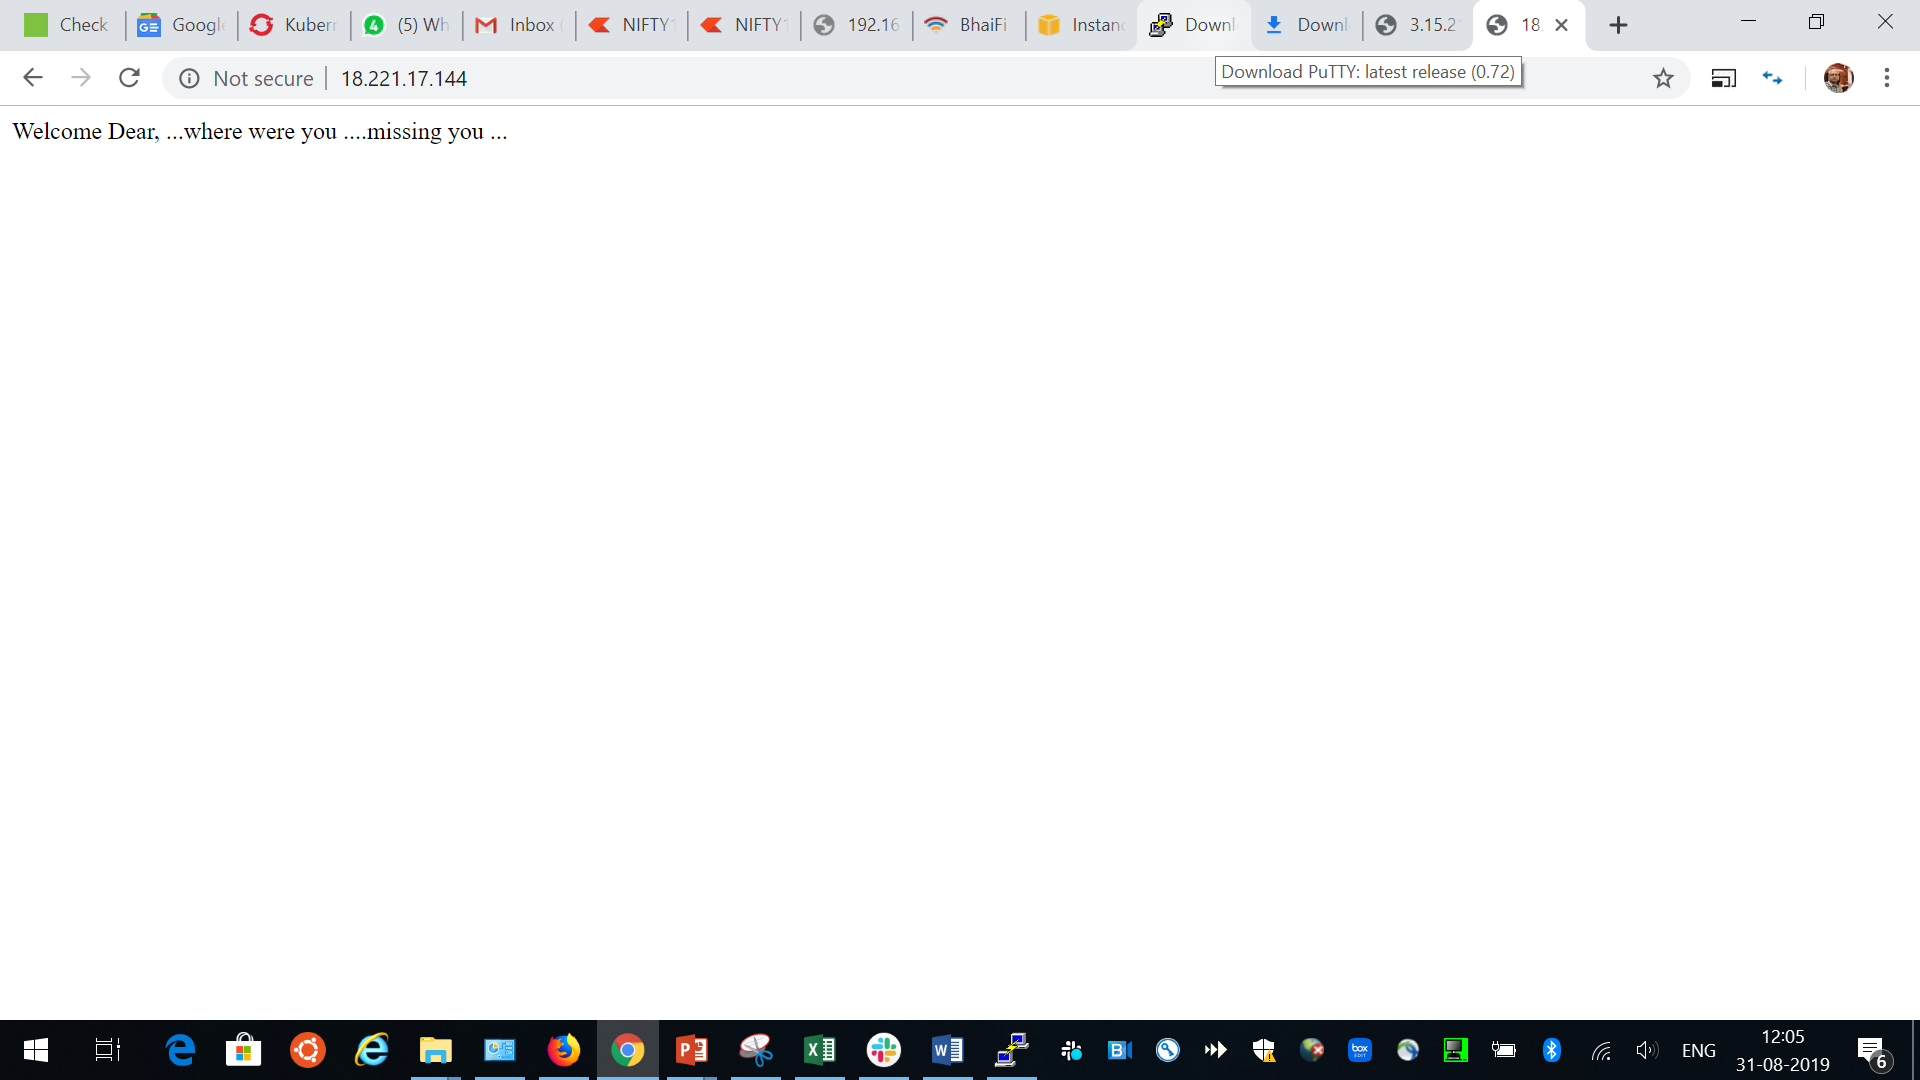 Check
Google
Kubern
(5) Wh
Inbox
NIFTY
NIFTY
192.16
BhaiFi
Instanc
Downl
Downl
3.15.2
18.
Not secure
18.221.17.144
Download PuTTY: latest release (0.72)
Welcome Dear, ...where were you ....missing you ...
ENG
12:05
31-08-2019
6